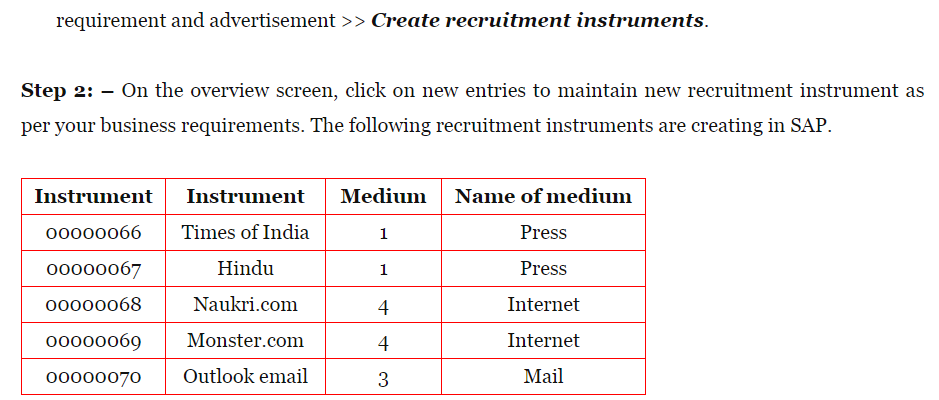 requirement and advertisement >> Create recruitment instruments.
Step 2: – On the overview screen, click on new entries to maintain new recruitment instrument as
per your business requirements. The following recruitment instruments are creating in SAP.
Instrument Instrument Medium Name of medium
00000066 Times of India 1 Press
00000067 Hindu 1 Press
00000068 Naukri.com 4 Internet
00000069 Monster.com 4 Internet
00000070 Outlook email 3 Mail